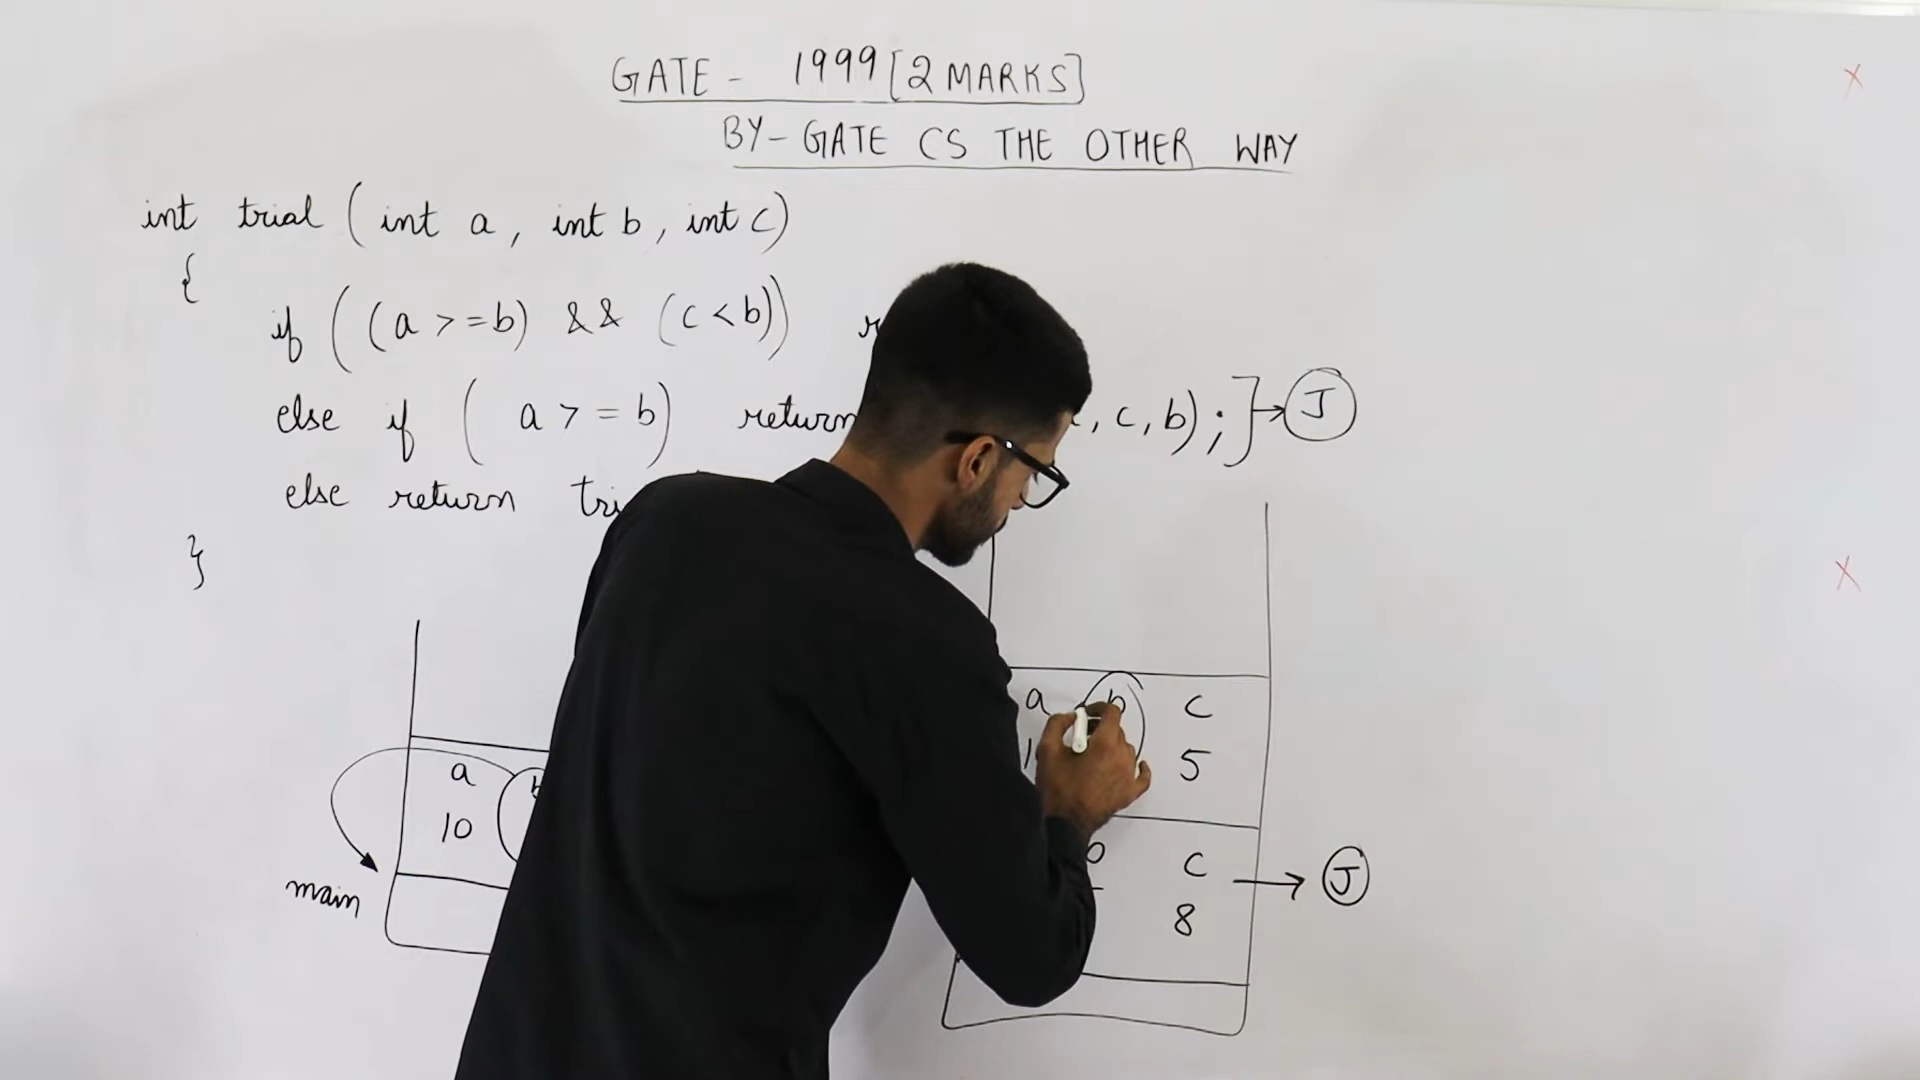 GATE - 1999 [2 MARKS]
BY - GATE CS THE OTHER WAY
int trial (int a, int b, int c)
{
if ((a >= b) && (c < b))
else if (a >= b) return , c, b); ] → J
else return
}
a b c
5
a
10
c → J
8
main
X
X